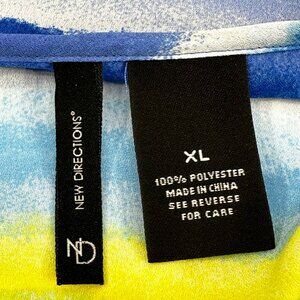 NEW DIRECTIONS®
ND
XL
100% POLYESTER
MADE IN CHINA
SEE REVERSE
FOR CARE